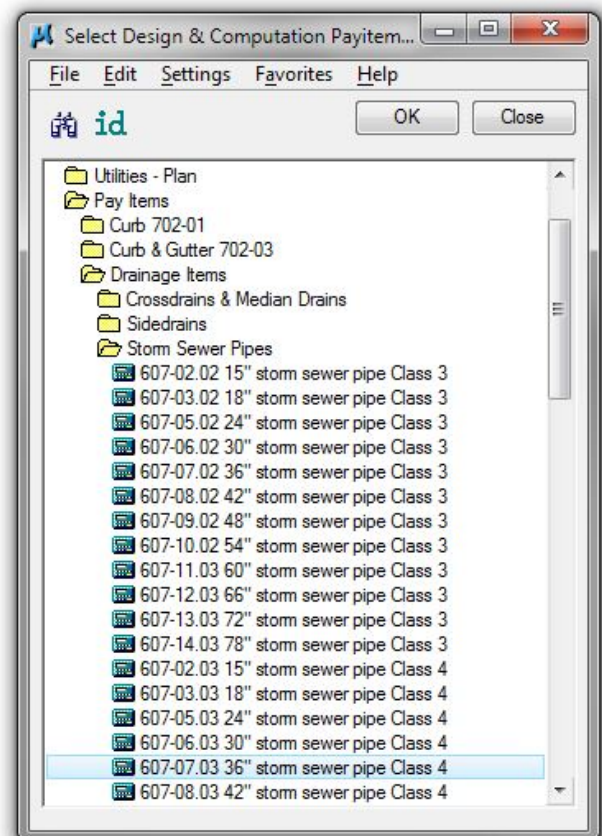 Select Design & Computation Payitem...
File Edit Settings Favorites Help
id OK Close
Utilities - Plan
Pay Items
Curb 702-01
Curb & Gutter 702-03
Drainage Items
Crossdrains & Median Drains
Sidedrains
Storm Sewer Pipes
607-02.02 15" storm sewer pipe Class 3
607-03.02 18" storm sewer pipe Class 3
607-05.02 24" storm sewer pipe Class 3
607-06.02 30" storm sewer pipe Class 3
607-07.02 36" storm sewer pipe Class 3
607-08.02 42" storm sewer pipe Class 3
607-09.02 48" storm sewer pipe Class 3
607-10.02 54" storm sewer pipe Class 3
607-11.03 60" storm sewer pipe Class 3
607-12.03 66" storm sewer pipe Class 3
607-13.03 72" storm sewer pipe Class 3
607-14.03 78" storm sewer pipe Class 3
607-02.03 15" storm sewer pipe Class 4
607-03.03 18" storm sewer pipe Class 4
607-05.03 24" storm sewer pipe Class 4
607-06.03 30" storm sewer pipe Class 4
607-07.03 36" storm sewer pipe Class 4
607-08.03 42" storm sewer pipe Class 4